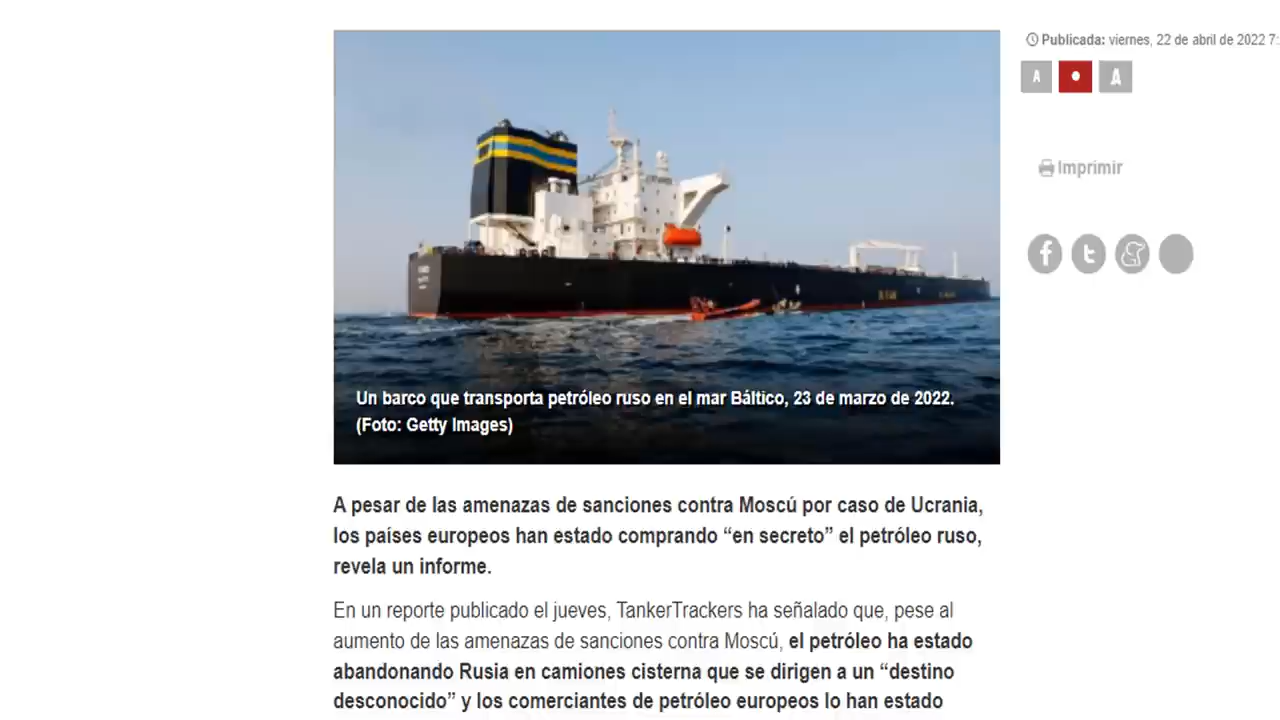 Publicada: viernes, 22 de abril de 2022 7:
A A
Imprimir
Un barco que transporta petróleo ruso en el mar Báltico, 23 de marzo de 2022.
(Foto: Getty Images)
A pesar de las amenazas de sanciones contra Moscú por caso de Ucrania,
los países europeos han estado comprando “en secreto” el petróleo ruso,
revela un informe.
En un reporte publicado el jueves, TankerTrackers ha señalado que, pese al
aumento de las amenazas de sanciones contra Moscú, el petróleo ha estado
abandonando Rusia en camiones cisterna que se dirigen a un “destino
desconocido” y los comerciantes de petróleo europeos lo han estado